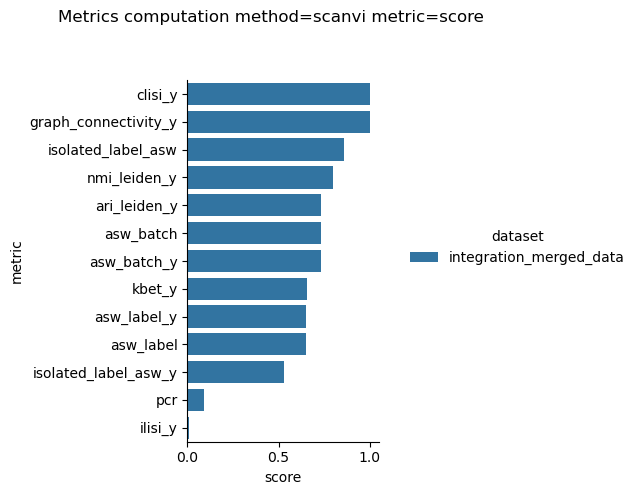 Metrics computation method=scanvi metric=score
clisi_y
graph_connectivity_y
isolated_label_asw
nmi_leiden_y
ari_leiden_y
asw_batch
asw_batch_y
kbet_y
asw_label_y
asw_label
isolated_label_asw_y
pcr
ilisi_y
metric
0.0 0.5 1.0
score
dataset
integration_merged_data